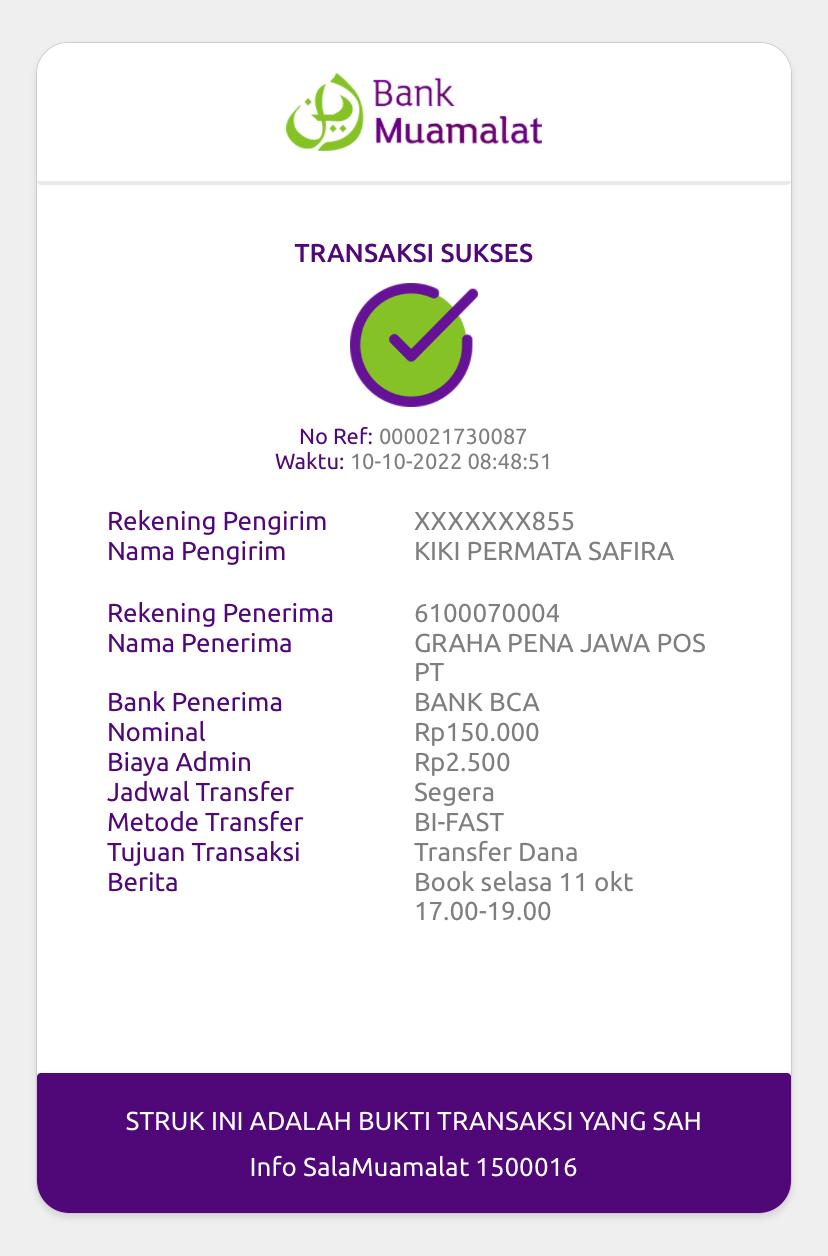 Bank
Muamalat
TRANSAKSI SUKSES
No Ref: 000021730087
Waktu: 10-10-2022 08:48:51
Rekening Pengirim XXXXXXX855
Nama Pengirim KIKI PERMATA SAFIRA
Rekening Penerima 6100070004
Nama Penerima GRAHA PENA JAWA POS
PT
Bank Penerima BANK BCA
Nominal Rp150.000
Biaya Admin Rp2.500
Jadwal Transfer Segera
Metode Transfer BI-FAST
Tujuan Transaksi Transfer Dana
Berita Book selasa 11 okt
17.00-19.00
STRUK INI ADALAH BUKTI TRANSAKSI YANG SAH
Info SalaMuamalat 1500016